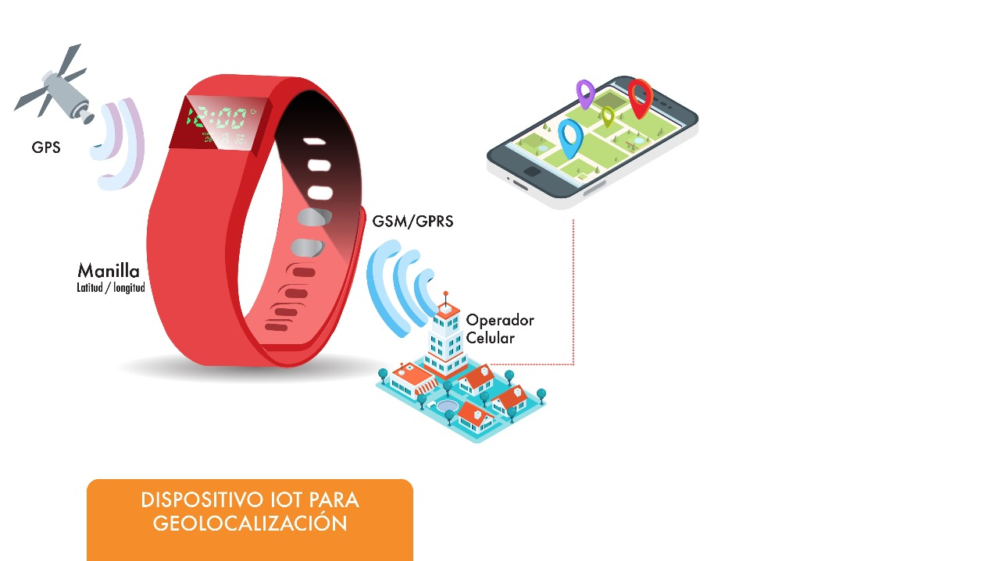 GPS
12:00
GSM/GPRS
Manilla
Latitud / longitud
Operador
Celular
DISPOSITIVO IOT PARA
GEOLOCALIZACIÓN